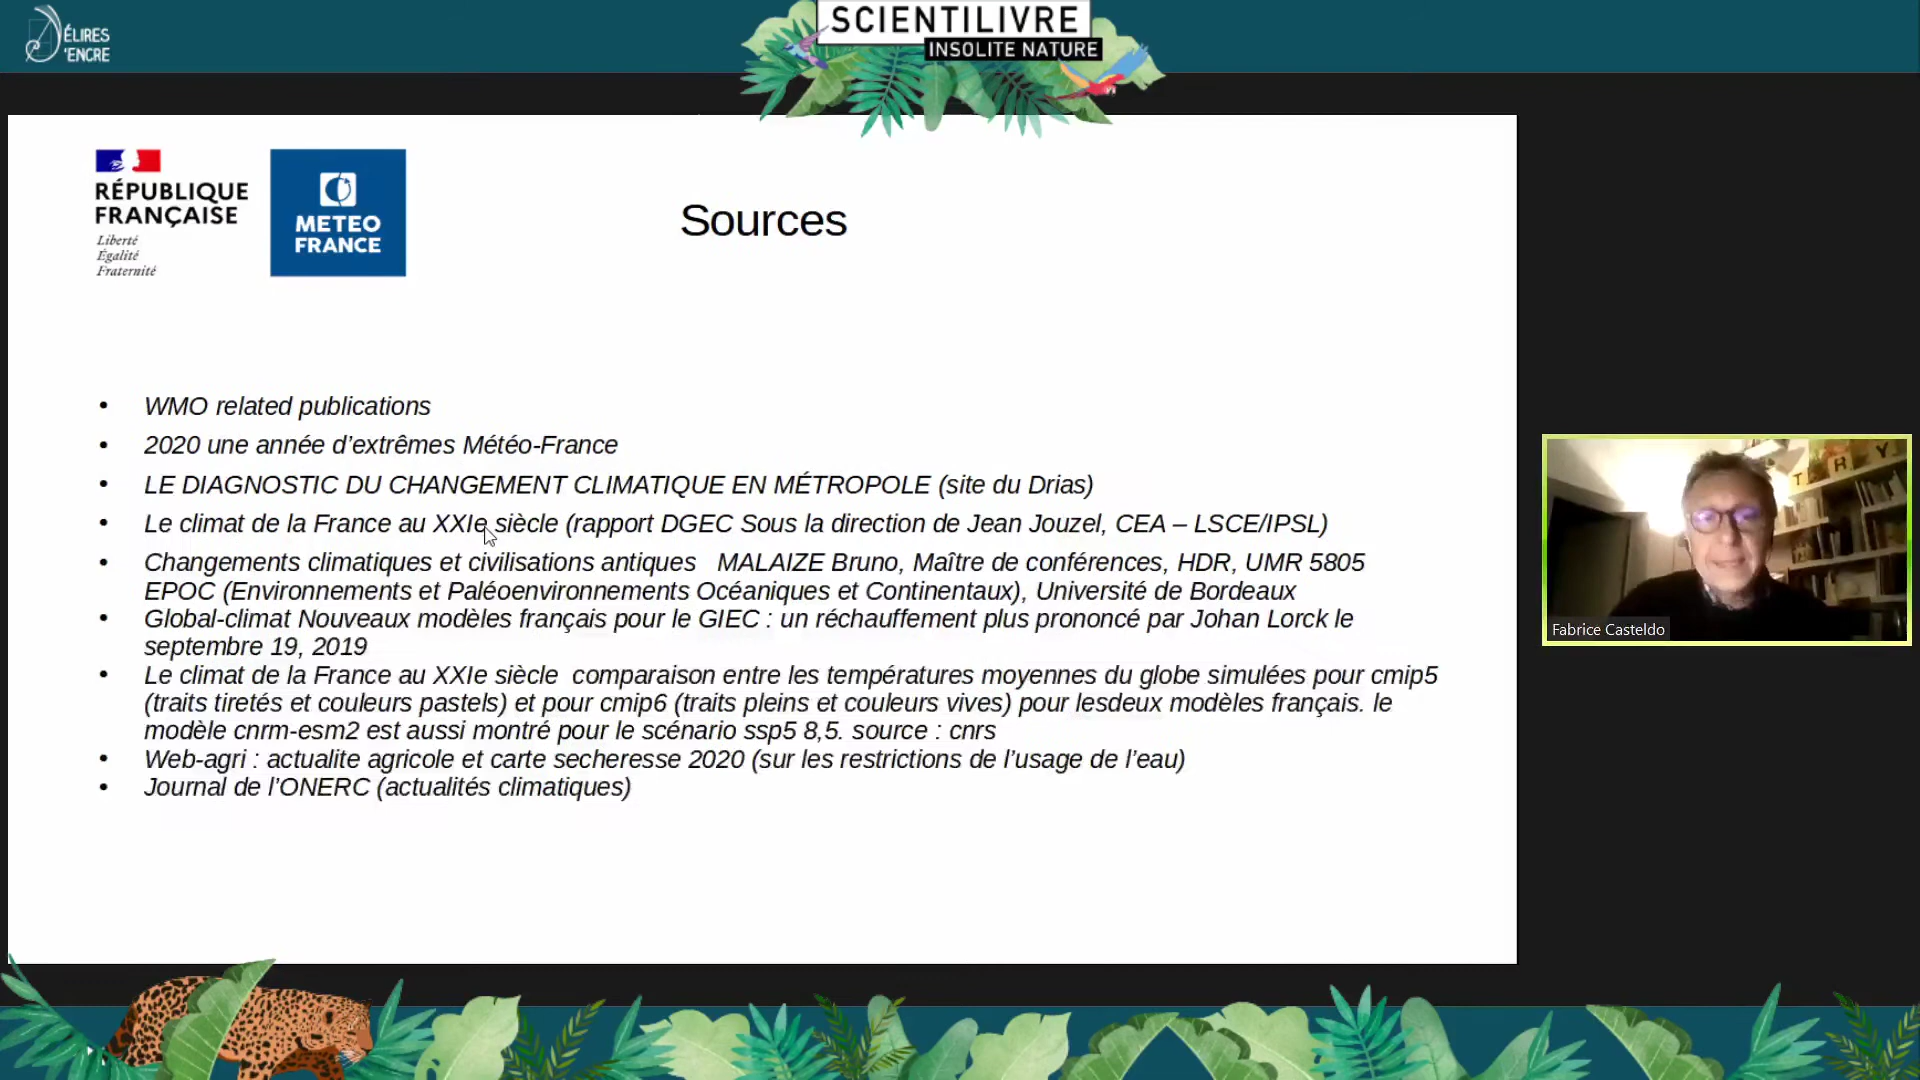 ÉLIRES
'ENCRE
SCIENTILIVRE
INSOLITE NATURE
RÉPUBLIQUE
FRANÇAISE
Liberté
Égalité
Fraternité
METEO
FRANCE
Sources
• WMO related publications
• 2020 une année d’extrêmes Météo-France
• LE DIAGNOSTIC DU CHANGEMENT CLIMATIQUE EN MÉTROPOLE (site du Drias)
• Le climat de la France au XXIe siècle (rapport DGEC Sous la direction de Jean Jouzel, CEA – LSCE/IPSL)
• Changements climatiques et civilisations antiques   MALAIZE Bruno, Maître de conférences, HDR, UMR 5805
EPOC (Environnements et Paléoenvironnements Océaniques et Continentaux), Université de Bordeaux
• Global-climat Nouveaux modèles français pour le GIEC : un réchauffement plus prononcé par Johan Lorck le
septembre 19, 2019
• Le climat de la France au XXIe siècle  comparaison entre les températures moyennes du globe simulées pour cmip5
(traits tiretés et couleurs pastels) et pour cmip6 (traits pleins et couleurs vives) pour lesdeux modèles français. le
modèle cnrm-esm2 est aussi montré pour le scénario ssp5 8,5. source : cnrs
• Web-agri : actualite agricole et carte secheresse 2020 (sur les restrictions de l’usage de l’eau)
• Journal de l’ONERC (actualités climatiques)
T R Y
Fabrice Casteldo